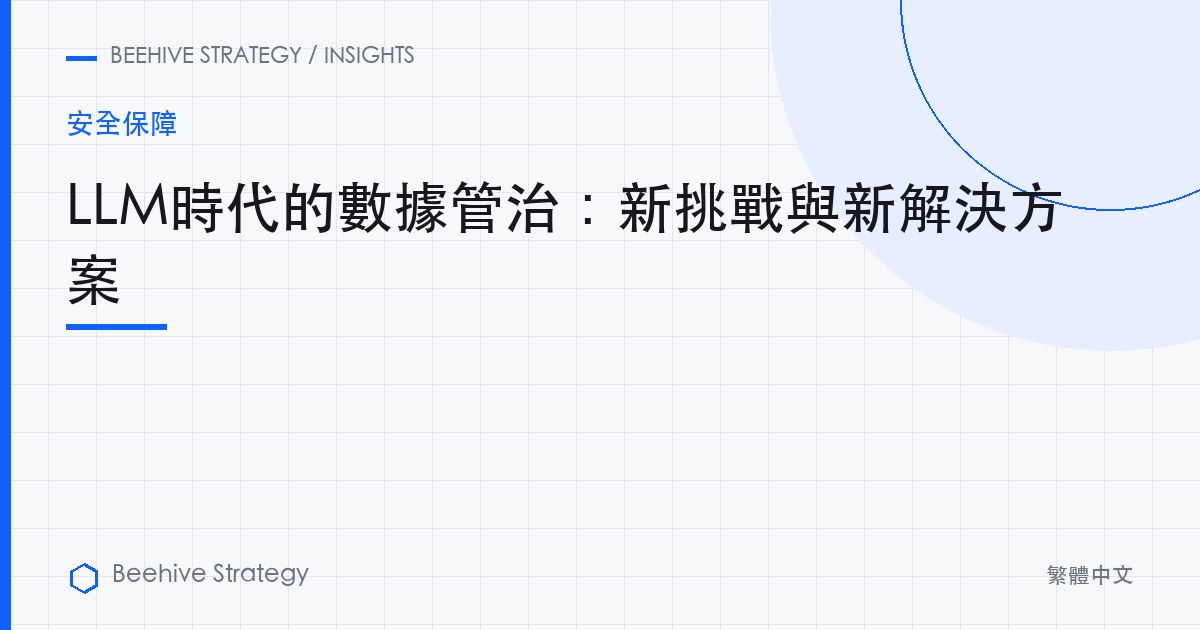 BEEHIVE STRATEGY / INSIGHTS
安全保障
LLM時代的數據管治：新挑戰與新解決方
案
Beehive Strategy
繁體中文